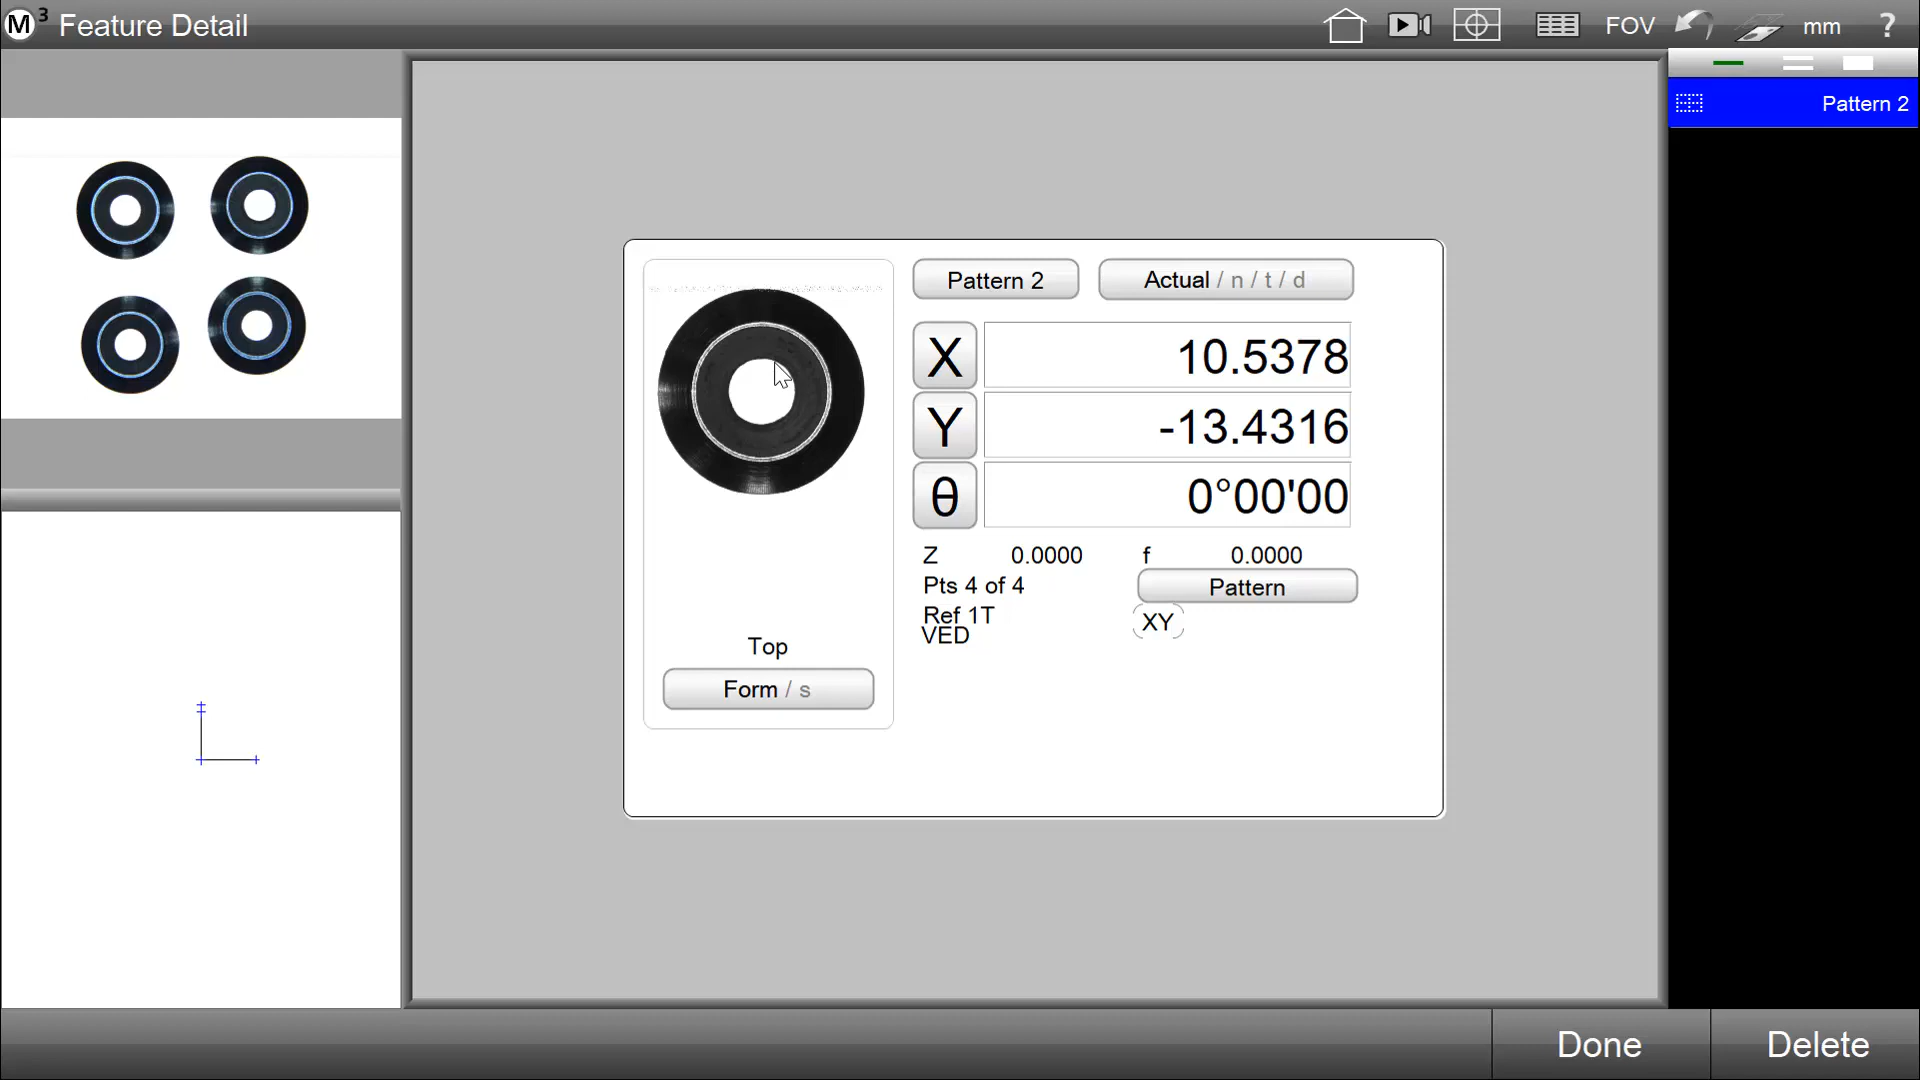 M3 Feature Detail
FOV
mm
?
Pattern 2
Pattern 2
Actual / n / t / d
X 10.5378
Y -13.4316
θ 0°00'00
Z 0.0000 f 0.0000
Pts 4 of 4
Pattern
Ref 1T
VED
XY
Top
Form / s
Done
Delete